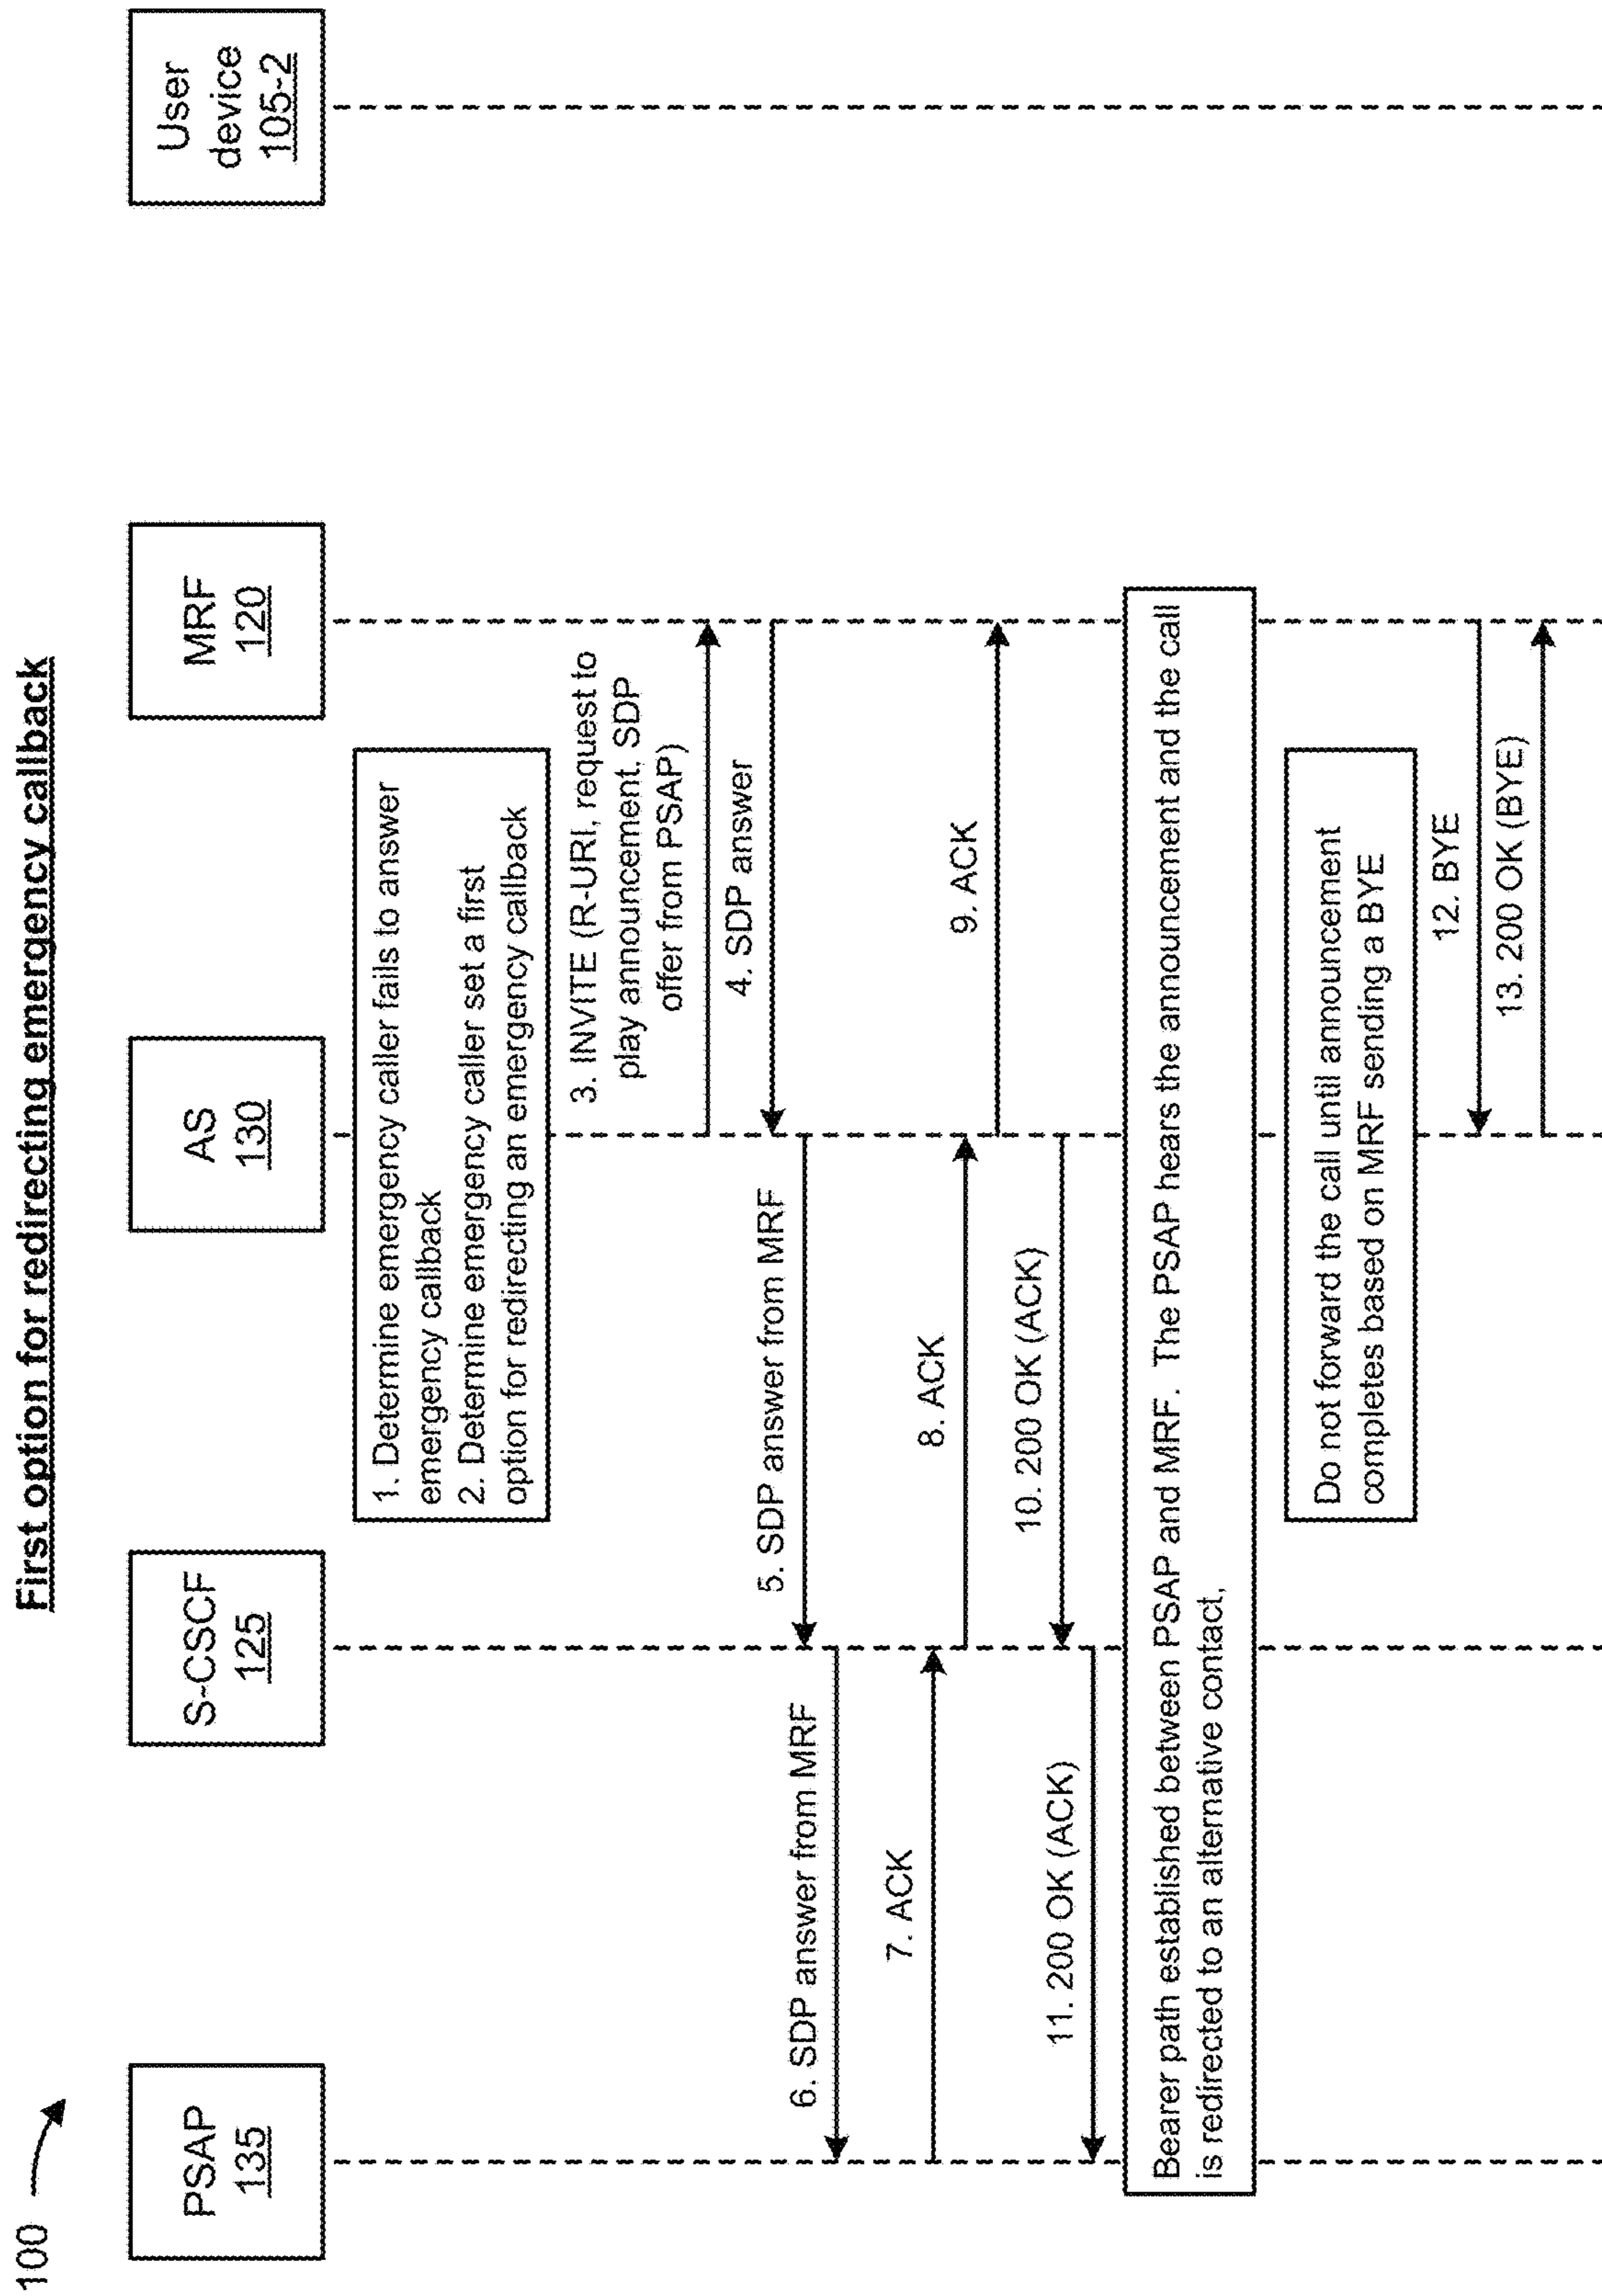 100
First option for redirecting emergency callback
PSAP
135
S-CSCF
125
AS
130
MRF
120
User
device
105-2
1. Determine emergency caller fails to answer
emergency callback
2. Determine emergency caller set a first
option for redirecting an emergency callback
3. INVITE (R-URI, request to
play announcement, SDP
offer from PSAP)
4. SDP answer
5. SDP answer from MRF
6. SDP answer from MRF
7. ACK
8. ACK
9. ACK
10. 200 OK (ACK)
11. 200 OK (ACK)
Bearer path established between PSAP and MRF. The PSAP hears the announcement and the call
is redirected to an alternative contact,
Do not forward the call until announcement
completes based on MRF sending a BYE
12. BYE
13. 200 OK (BYE)